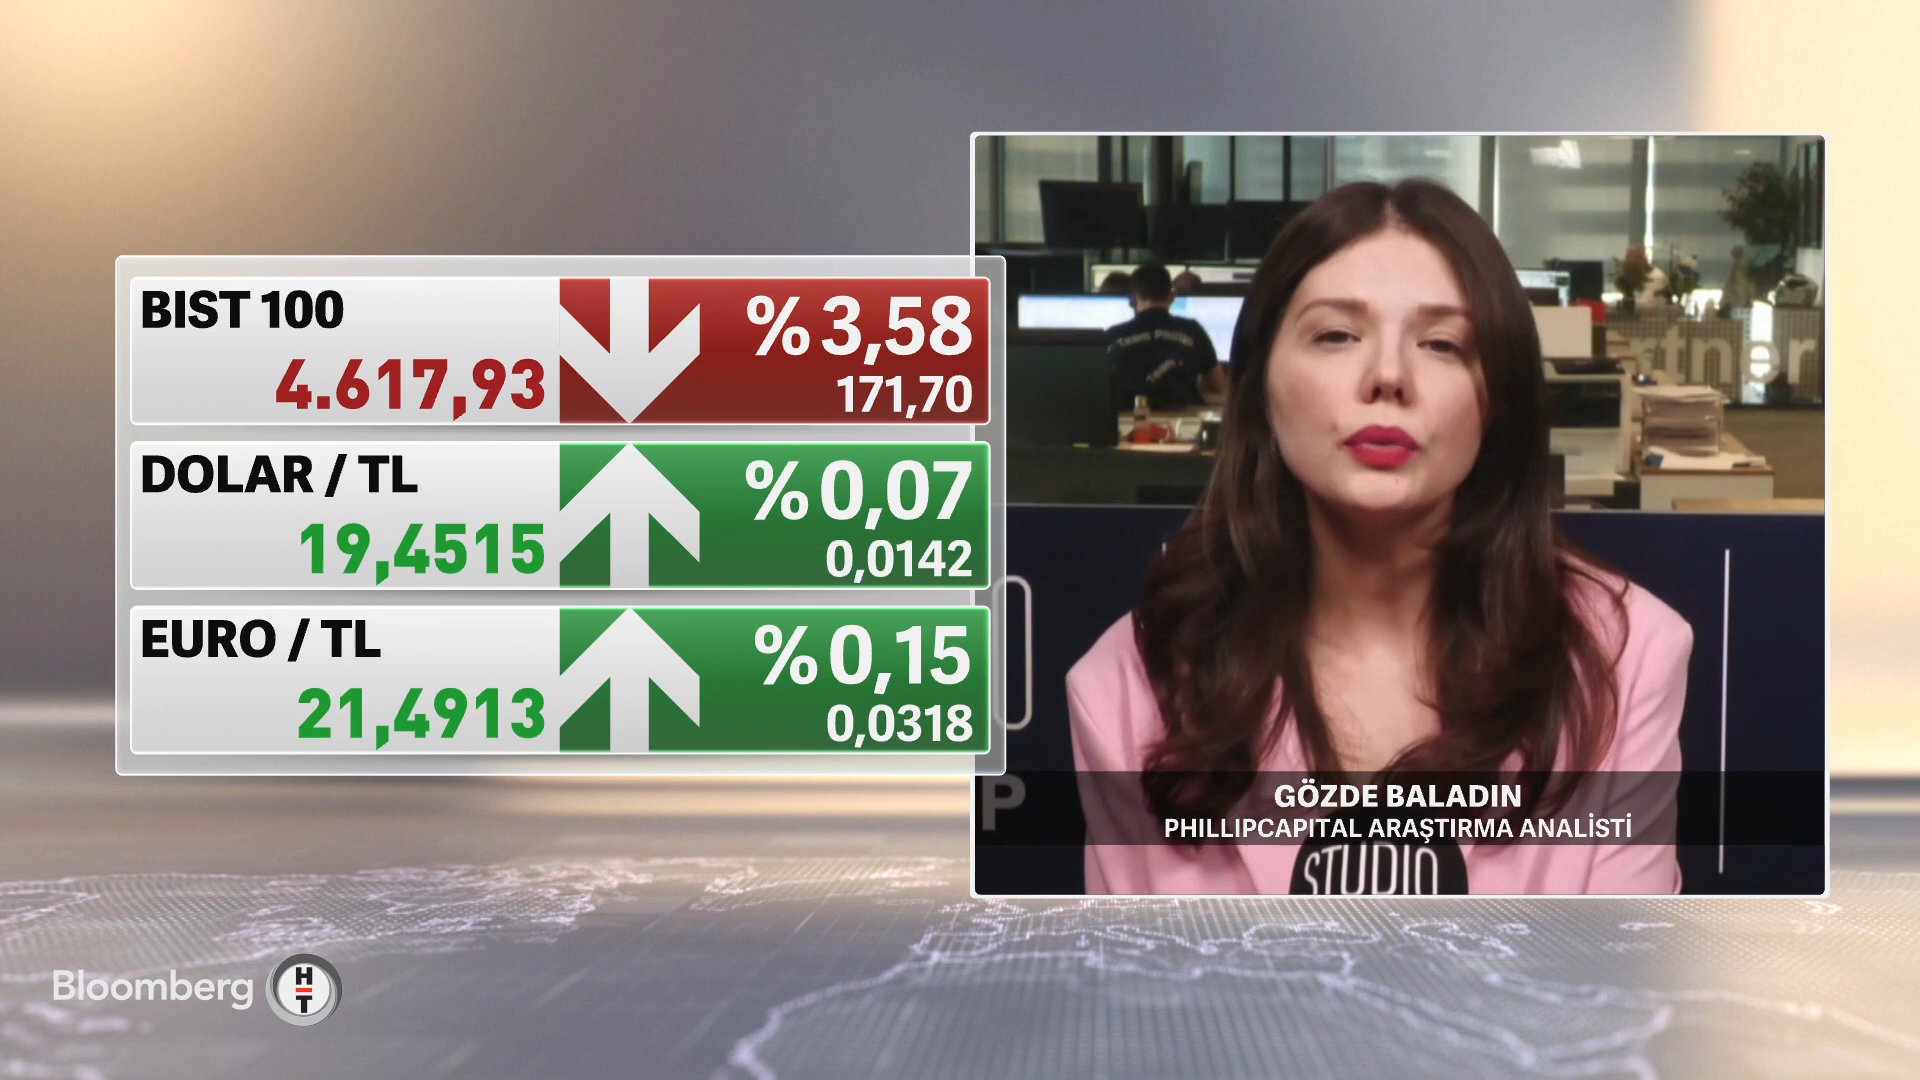 BIST 100
4.617,93
%3,58
171,70
DOLAR / TL
19,4515
%0,07
0,0142
EURO / TL
21,4913
%0,15
0,0318
rtner
P
GÖZDE BALADIN
PHILLIPCAPITAL ARAŞTIRMA ANALİSTİ
STUDIO
Bloomberg HT